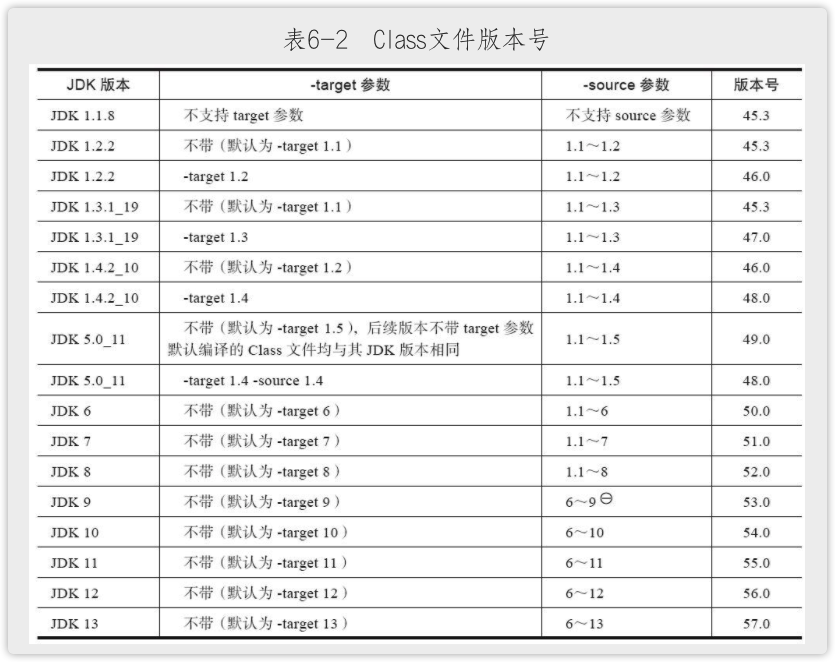 表6-2 Class文件版本号
JDK 版本 -target 参数 -source 参数 版本号
JDK 1.1.8 不支持 target 参数 不支持 source 参数 45.3
JDK 1.2.2 不带（默认为 -target 1.1） 1.1～1.2 45.3
JDK 1.2.2 -target 1.2 1.1～1.2 46.0
JDK 1.3.1_19 不带（默认为 -target 1.1） 1.1～1.3 45.3
JDK 1.3.1_19 -target 1.3 1.1～1.3 47.0
JDK 1.4.2_10 不带（默认为 -target 1.2） 1.1～1.4 46.0
JDK 1.4.2_10 -target 1.4 1.1～1.4 48.0
JDK 5.0_11 不带（默认为 -target 1.5），后续版本不带 target 参数
默认编译的 Class 文件均与其 JDK 版本相同 1.1～1.5 49.0
JDK 5.0_11 -target 1.4 -source 1.4 1.1～1.5 48.0
JDK 6 不带（默认为 -target 6） 1.1～6 50.0
JDK 7 不带（默认为 -target 7） 1.1～7 51.0
JDK 8 不带（默认为 -target 8） 1.1～8 52.0
JDK 9 不带（默认为 -target 9） 6～9㊀ 53.0
JDK 10 不带（默认为 -target 10） 6～10 54.0
JDK 11 不带（默认为 -target 11） 6～11 55.0
JDK 12 不带（默认为 -target 12） 6～12 56.0
JDK 13 不带（默认为 -target 13） 6～13 57.0